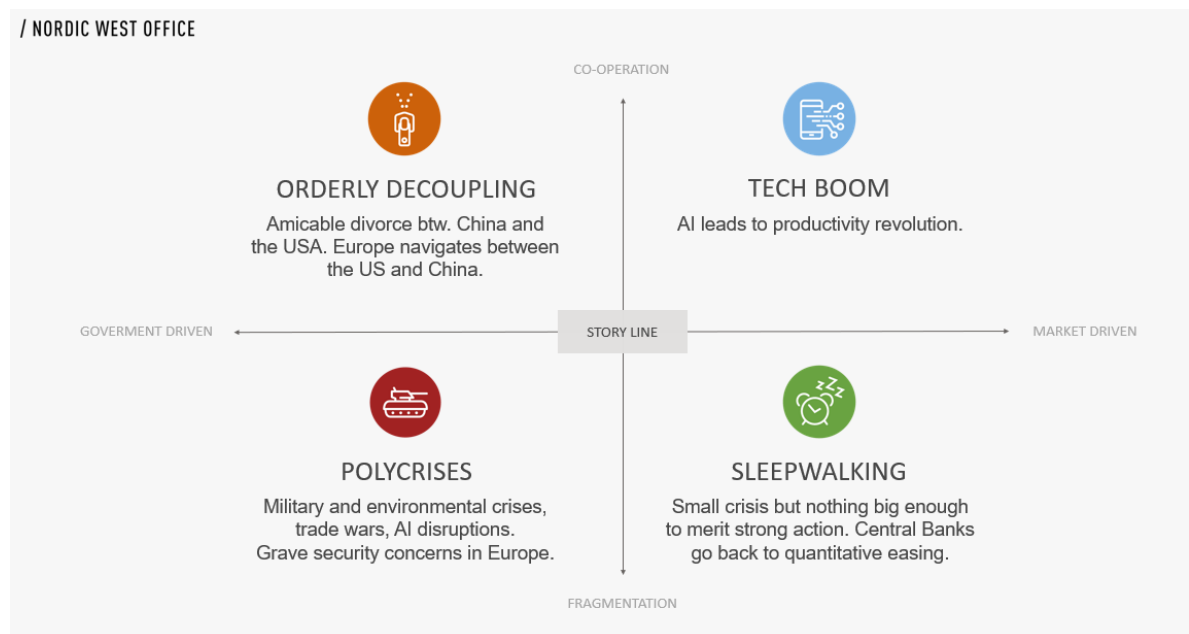 / NORDIC WEST OFFICE
CO-OPERATION
ORDERLY DECOUPLING
Amicable divorce btw. China and
the USA. Europe navigates between
the US and China.
TECH BOOM
AI leads to productivity revolution.
GOVERMENT DRIVEN
STORY LINE
MARKET DRIVEN
POLYCRISES
Military and environmental crises,
trade wars, AI disruptions.
Grave security concerns in Europe.
SLEEPWALKING
Small crisis but nothing big enough
to merit strong action. Central Banks
go back to quantitative easing.
FRAGMENTATION